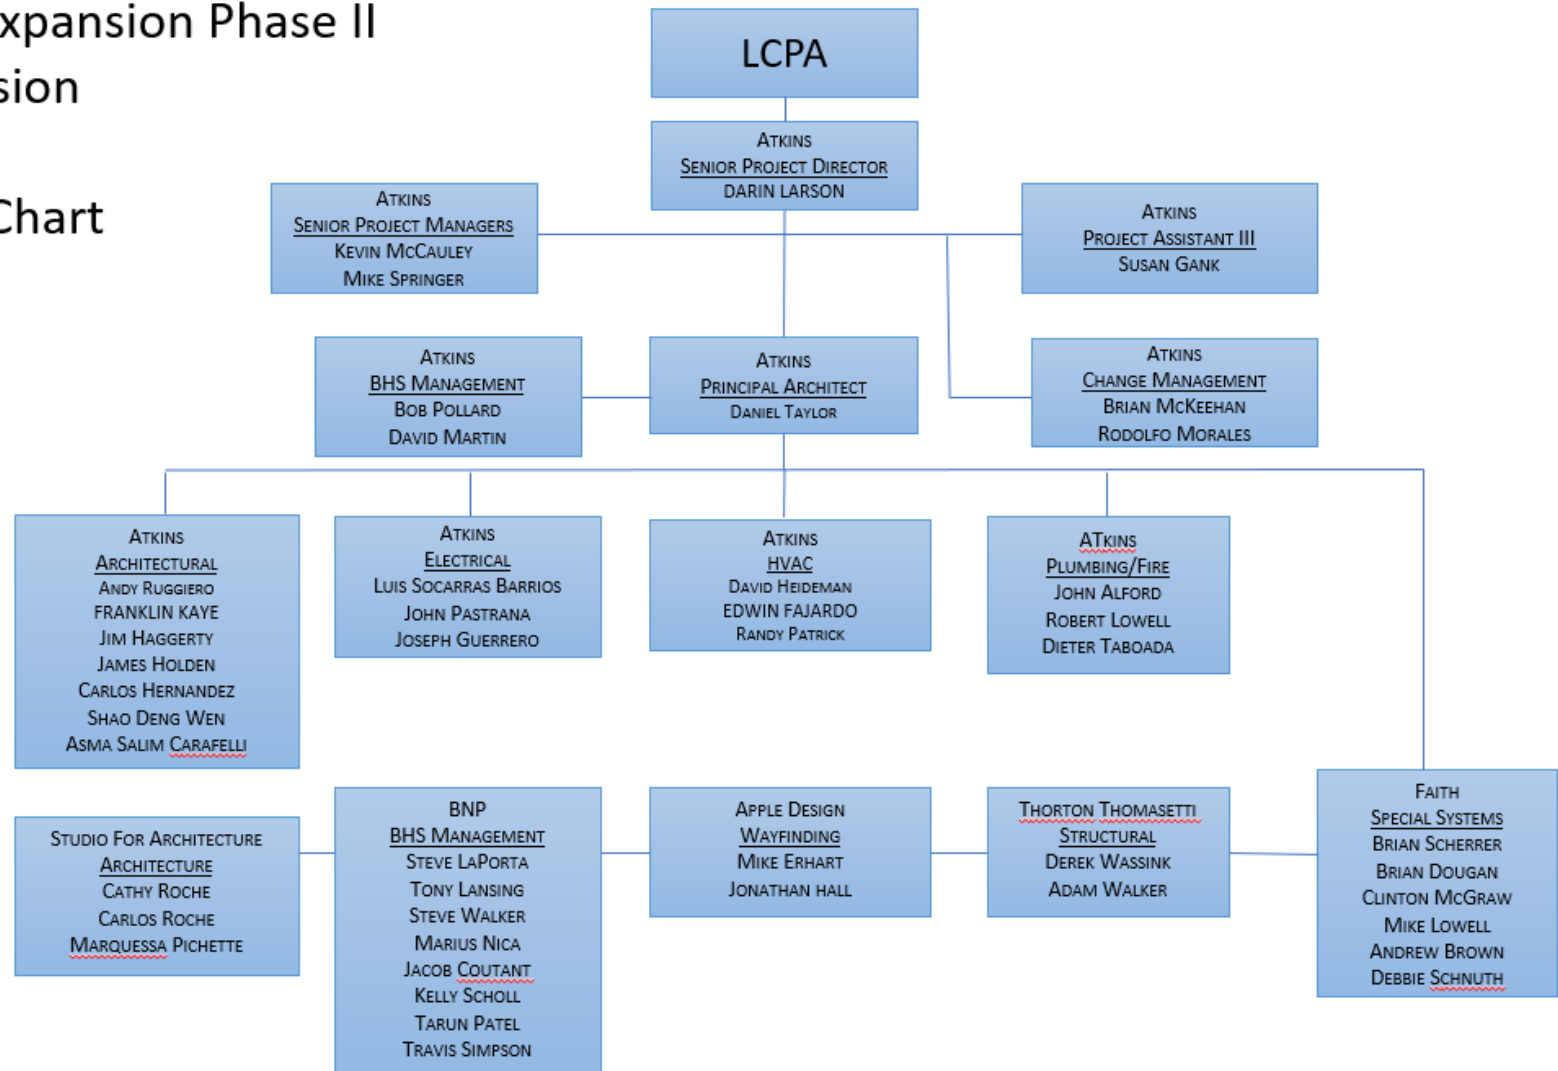 xpansion Phase II
sion
Chart
LCPA
ATKINS
SENIOR PROJECT DIRECTOR
DARIN LARSON
ATKINS
SENIOR PROJECT MANAGERS
KEVIN MCCAULEY
MIKE SPRINGER
ATKINS
PROJECT ASSISTANT III
SUSAN GANK
ATKINS
BHS MANAGEMENT
BOB POLLARD
DAVID MARTIN
ATKINS
PRINCIPAL ARCHITECT
DANIEL TAYLOR
ATKINS
CHANGE MANAGEMENT
BRIAN MCKEEHAN
RODOLFO MORALES
ATKINS
ARCHITECTURAL
ANDY RUGGIERO
FRANKLIN KAYE
JIM HAGGERTY
JAMES HOLDEN
CARLOS HERNANDEZ
SHAO DENG WEN
ASMA SALIM CARAFELLI
ATKINS
ELECTRICAL
LUIS SOCARRAS BARRIOS
JOHN PASTRANA
JOSEPH GUERRERO
ATKINS
HVAC
DAVID HEIDEMAN
EDWIN FAJARDO
RANDY PATRICK
ATKINS
PLUMBING/FIRE
JOHN ALFORD
ROBERT LOWELL
DIETER TABOADA
STUDIO FOR ARCHITECTURE
ARCHITECTURE
CATHY ROCHE
CARLOS ROCHE
MARQUESSA PICHETTE
BNP
BHS MANAGEMENT
STEVE LAPORTA
TONY LANSING
STEVE WALKER
MARIUS NICA
JACOB COUTANT
KELLY SCHOLL
TARUN PATEL
TRAVIS SIMPSON
APPLE DESIGN
WAYFINDING
MIKE ERHART
JONATHAN HALL
THORTON THOMASETTI
STRUCTURAL
DEREK WASSINK
ADAM WALKER
FAITH
SPECIAL SYSTEMS
BRIAN SCHERRER
BRIAN DOUGAN
CLINTON MCGRAW
MIKE LOWELL
ANDREW BROWN
DEBBIE SCHNUTH